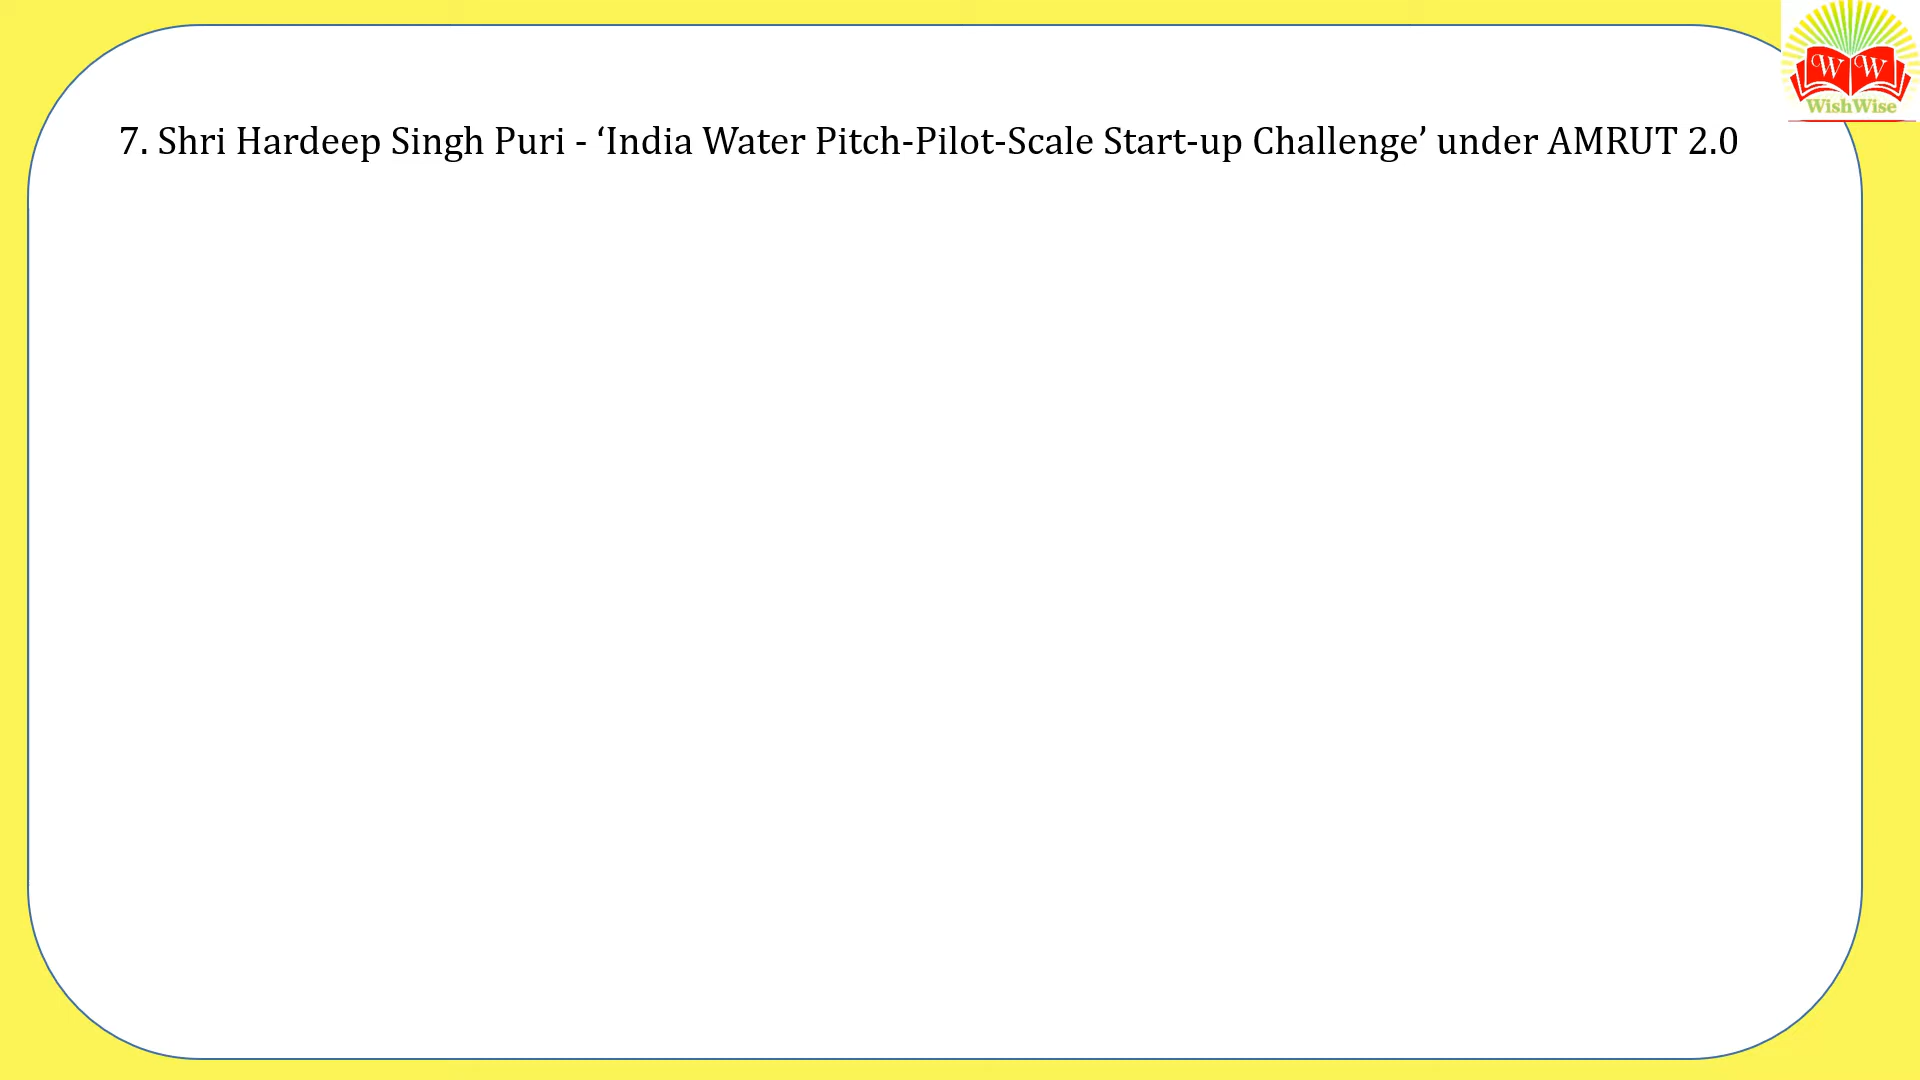 W W
WishWise
7. Shri Hardeep Singh Puri - ‘India Water Pitch-Pilot-Scale Start-up Challenge’ under AMRUT 2.0